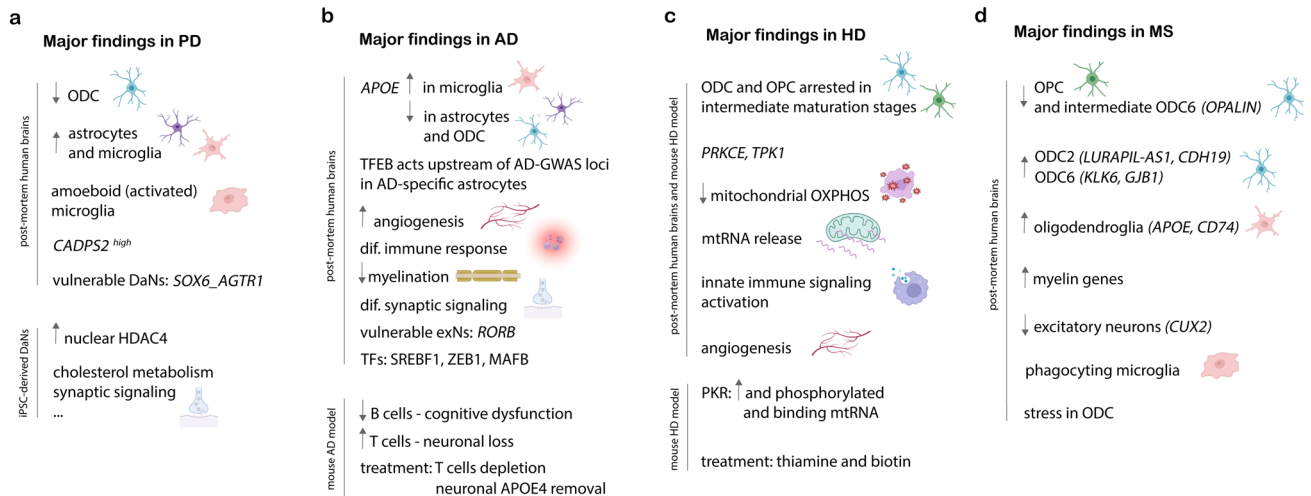 a
Major findings in PD
post-mortem human brains
ODC
astrocytes
and microglia
amoeboid (activated)
microglia
CADPS2 high
vulnerable DaNs: SOX6_AGTR1
iPSC-derived DaNs
nuclear HDAC4
cholesterol metabolism
synaptic signaling
...
b
Major findings in AD
post-mortem human brains
APOE
in microglia
in astrocytes
and ODC
TFEB acts upstream of AD-GWAS loci
in AD-specific astrocytes
angiogenesis
dif. immune response
myelination
dif. synaptic signaling
vulnerable exNs: RORB
TFs: SREBF1, ZEB1, MAFB
mouse AD model
B cells - cognitive dysfunction
T cells - neuronal loss
treatment: T cells depletion
neuronal APOE4 removal
c
Major findings in HD
post-mortem human brains and mouse HD model
ODC and OPC arrested in
intermediate maturation stages
PRKCE, TPK1
mitochondrial OXPHOS
mtRNA release
innate immune signaling
activation
angiogenesis
mouse HD model
PKR: and phosphorylated
and binding mtRNA
treatment: thiamine and biotin
d
Major findings in MS
post-mortem human brains
OPC
and intermediate ODC6 (OPALIN)
ODC2 (LURAPIL-AS1, CDH19)
ODC6 (KLK6, GJB1)
oligodendroglia (APOE, CD74)
myelin genes
excitatory neurons (CUX2)
phagocyting microglia
stress in ODC